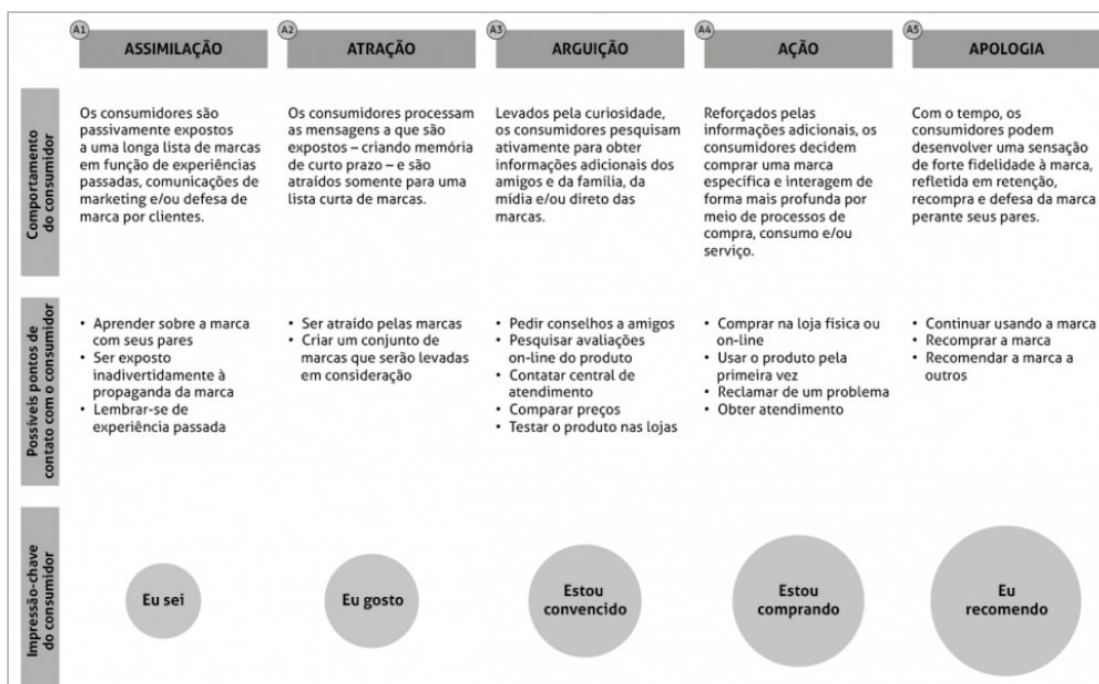 A1
ASSIMILAÇÃO
A2
ATRAÇÃO
A3
ARGUIÇÃO
A4
AÇÃO
A5
APOLOGIA
Comportamento
do consumidor
Os consumidores são
passivamente expostos
a uma longa lista de marcas
em função de experiências
passadas, comunicações de
marketing e/ou defesa de
marca por clientes.
Os consumidores processam
as mensagens a que são
expostos – criando memória
de curto prazo – e são
atraídos somente para uma
lista curta de marcas.
Levados pela curiosidade,
os consumidores pesquisam
ativamente para obter
informações adicionais dos
amigos e da família, da
mídia e/ou direto das
marcas.
Reforçados pelas
informações adicionais, os
consumidores decidem
comprar uma marca
específica e interagem de
forma mais profunda por
meio de processos de
compra, consumo e/ou
serviço.
Com o tempo, os
consumidores podem
desenvolver uma sensação
de forte fidelidade à marca,
refletida em retenção,
recompra e defesa da marca
perante seus pares.
Possíveis pontos de
contato com o consumidor
• Aprender sobre a marca
com seus pares
• Ser exposto
inadvertidamente à
propaganda da marca
• Lembrar-se de
experiência passada
• Ser atraído pelas marcas
• Criar um conjunto de
marcas que serão levadas
em consideração
• Pedir conselhos a amigos
• Pesquisar avaliações
on-line do produto
• Contatar central de
atendimento
• Comparar preços
• Testar o produto nas lojas
• Comprar na loja física ou
on-line
• Usar o produto pela
primeira vez
• Reclamar de um problema
• Obter atendimento
• Continuar usando a marca
• Recomprar a marca
• Recomendar a marca a
outros
Impressão-chave
do consumidor
Eu sei
Eu gosto
Estou
convencido
Estou
comprando
Eu
recomendo